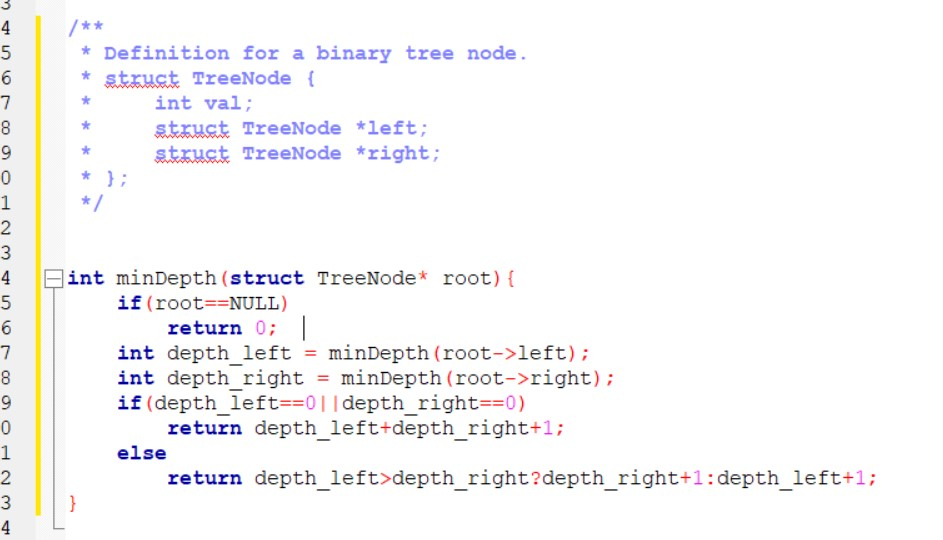 3
4 /**
5  * Definition for a binary tree node.
6  * struct TreeNode {
7  *     int val;
8  *     struct TreeNode *left;
9  *     struct TreeNode *right;
0  * };
1  */
2
3
4 int minDepth(struct TreeNode* root){
5     if(root==NULL)
6         return 0;
7     int depth_left = minDepth(root->left);
8     int depth_right = minDepth(root->right);
9     if(depth_left==0||depth_right==0)
0         return depth_left+depth_right+1;
1     else
2         return depth_left>depth_right?depth_right+1:depth_left+1;
3 }
4